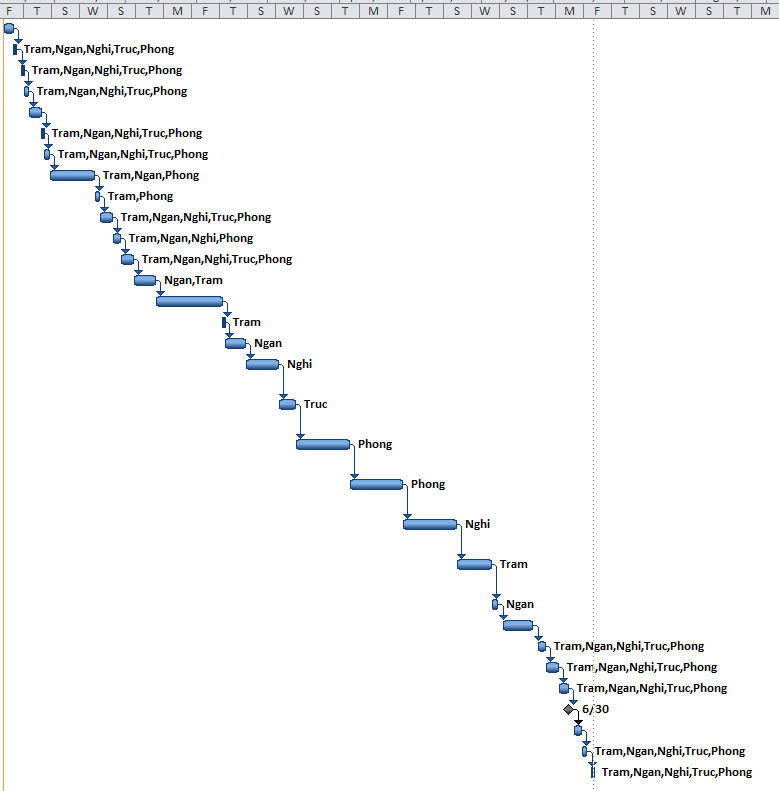 F T S W S T M F T S W S T M F T S W S T M F T S W S T M
Tram,Ngan,Nghi,Truc,Phong
Tram,Ngan,Nghi,Truc,Phong
Tram,Ngan,Nghi,Truc,Phong
Tram,Ngan,Nghi,Truc,Phong
Tram,Ngan,Nghi,Truc,Phong
Tram,Ngan,Phong
Tram,Phong
Tram,Ngan,Nghi,Truc,Phong
Tram,Ngan,Nghi,Phong
Tram,Ngan,Nghi,Truc,Phong
Ngan,Tram
Tram
Ngan
Nghi
Truc
Phong
Phong
Nghi
Tram
Ngan
Tram,Ngan,Nghi,Truc,Phong
Tram,Ngan,Nghi,Truc,Phong
Tram,Ngan,Nghi,Truc,Phong
6/30
Tram,Ngan,Nghi,Truc,Phong
Tram,Ngan,Nghi,Truc,Phong